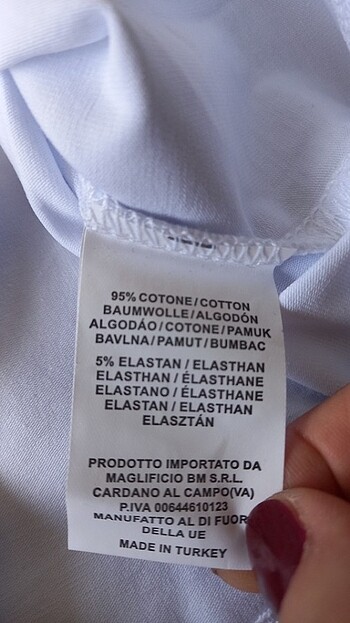 95% COTONE/COTTON
BAUMWOLLE/ALGODÓN
ALGODÁO/COTONE/PAMUK
BAVLNA/PAMUT/BUMBAC
5% ELASTAN / ELASTHAN
ELASTHAN / ÉLASTHANE
ELASTANO / ÉLASTHANE
ELASTAN / ELASTHAN
ELASZTÁN
PRODOTTO IMPORTATO DA
MAGLIFICIO BM S.R.L.
CARDANO AL CAMPO(VA)
P.IVA 00644610123
MANUFATTO AL DI FUOR
DELLA UE
MADE IN TURKEY